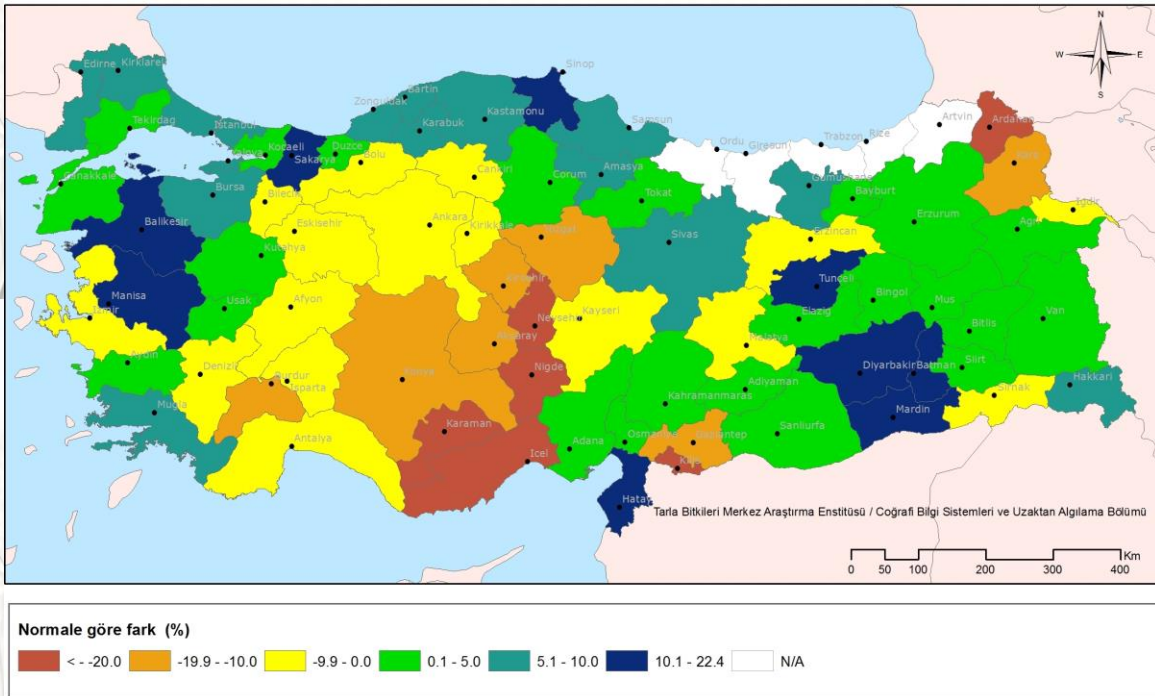 N
W E
S
Edirne Kirklareli
Sinop
Bartin
Zonguldak
Kastamonu
Karabuk
Samsun
Artvin
Ardahan
Tekirdag
Istanbul
Ordu Giresun Trabzon Rice
Kocaeli
Duzce
Sakarya
Bolu
Canakkale
Bursa
Bilecik
Cankiri
Corum
Amasya
Tokat
Gumushane
Bayburt
Igdir
Balikesir
Eskisehir
Ankara
Kirikkale
Sivas
Erzincan
Erzurum
Agri
Kutahya
Manisa
Usak
Afyon
Izmir
Kirsehir
Nevsehir
Kayseri
Tunceli
Elazig
Bingol
Mus
Bitlis
Van
Aydin
Denizli
Burdur
Isparta
Konya
Aksaray
Nigde
Malatya
Diyarbakir
Batman
Siirt
Hakkari
Sirnak
Mugla
Antalya
Karaman
Icel
Adana
Kahramanmaras
Adiyaman
Osmaniye
Gaziantep
Sanliurfa
Mardin
Kilis
Hatay
Tarla Bitkileri Merkez Araştırma Enstitüsü / Coğrafi Bilgi Sistemleri ve Uzaktan Algılama Bölümü
Km
0 50 100 200 300 400
Normale göre fark (%)
< - -20.0 -19.9 - -10.0 -9.9 - 0.0 0.1 - 5.0 5.1 - 10.0 10.1 - 22.4 N/A